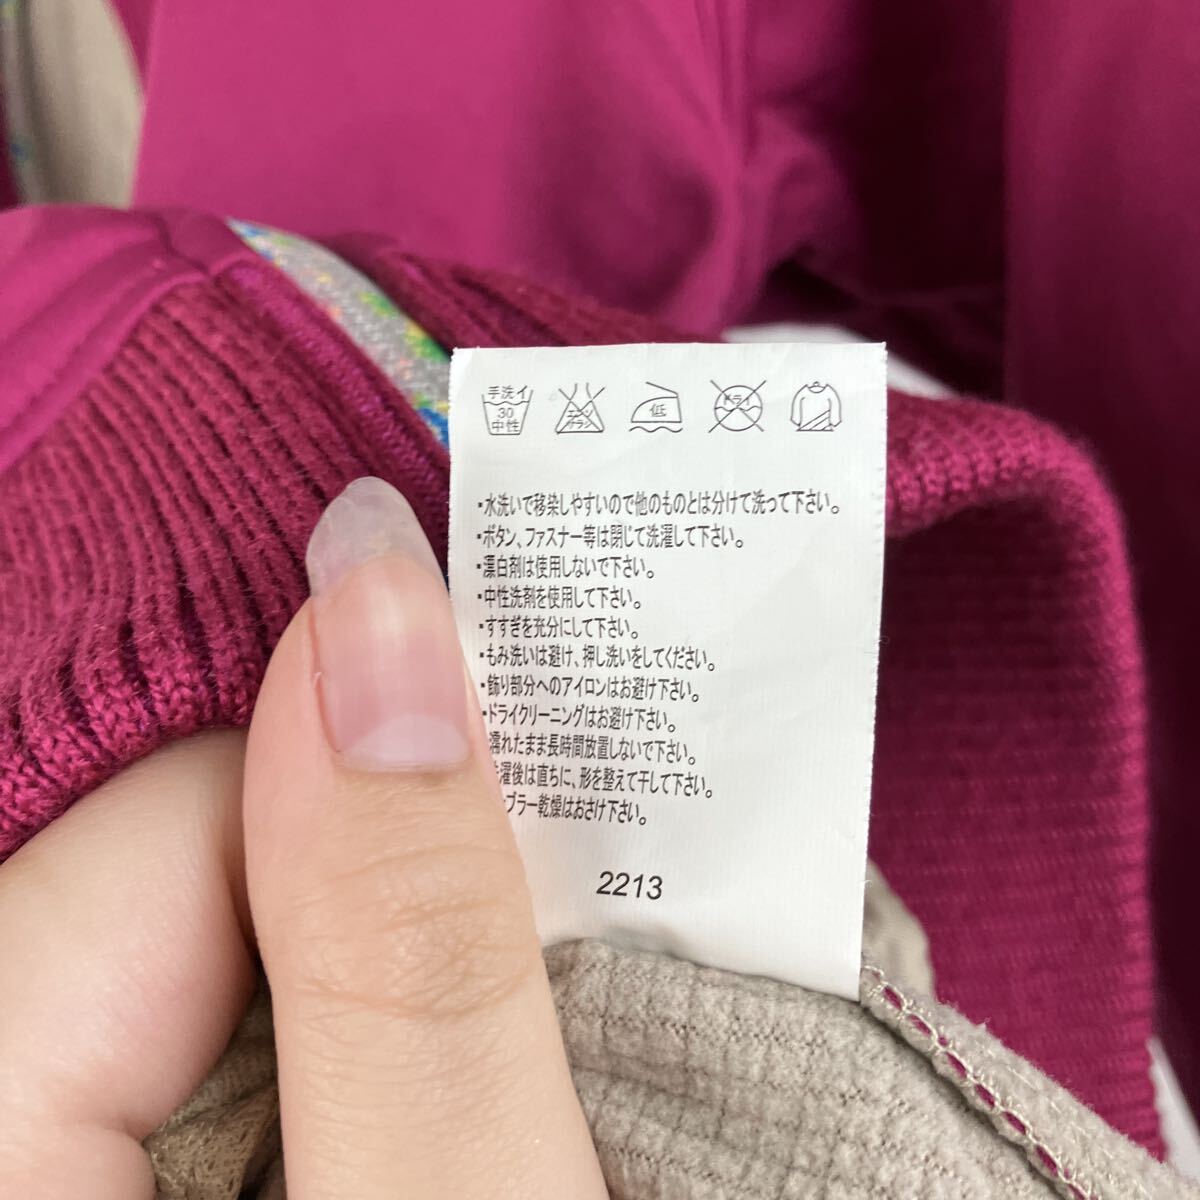 手洗イ
30
中性
エンソ
サラシ
低
ドライ
・水洗いで移染しやすいので他のものとは分けて洗って下さい。
・ボタン、ファスナー等は閉じて洗濯して下さい。
・漂白剤は使用しないで下さい。
・中性洗剤を使用して下さい。
・すすぎを充分にして下さい。
・もみ洗いは避け、押し洗いをしてください。
・飾り部分へのアイロンはお避け下さい。
・ドライクリーニングはお避け下さい。
濡れたまま長時間放置しないで下さい。
濯後は直ちに、形を整えて干して下さい。
ンブラー乾燥はおさけ下さい。
2213